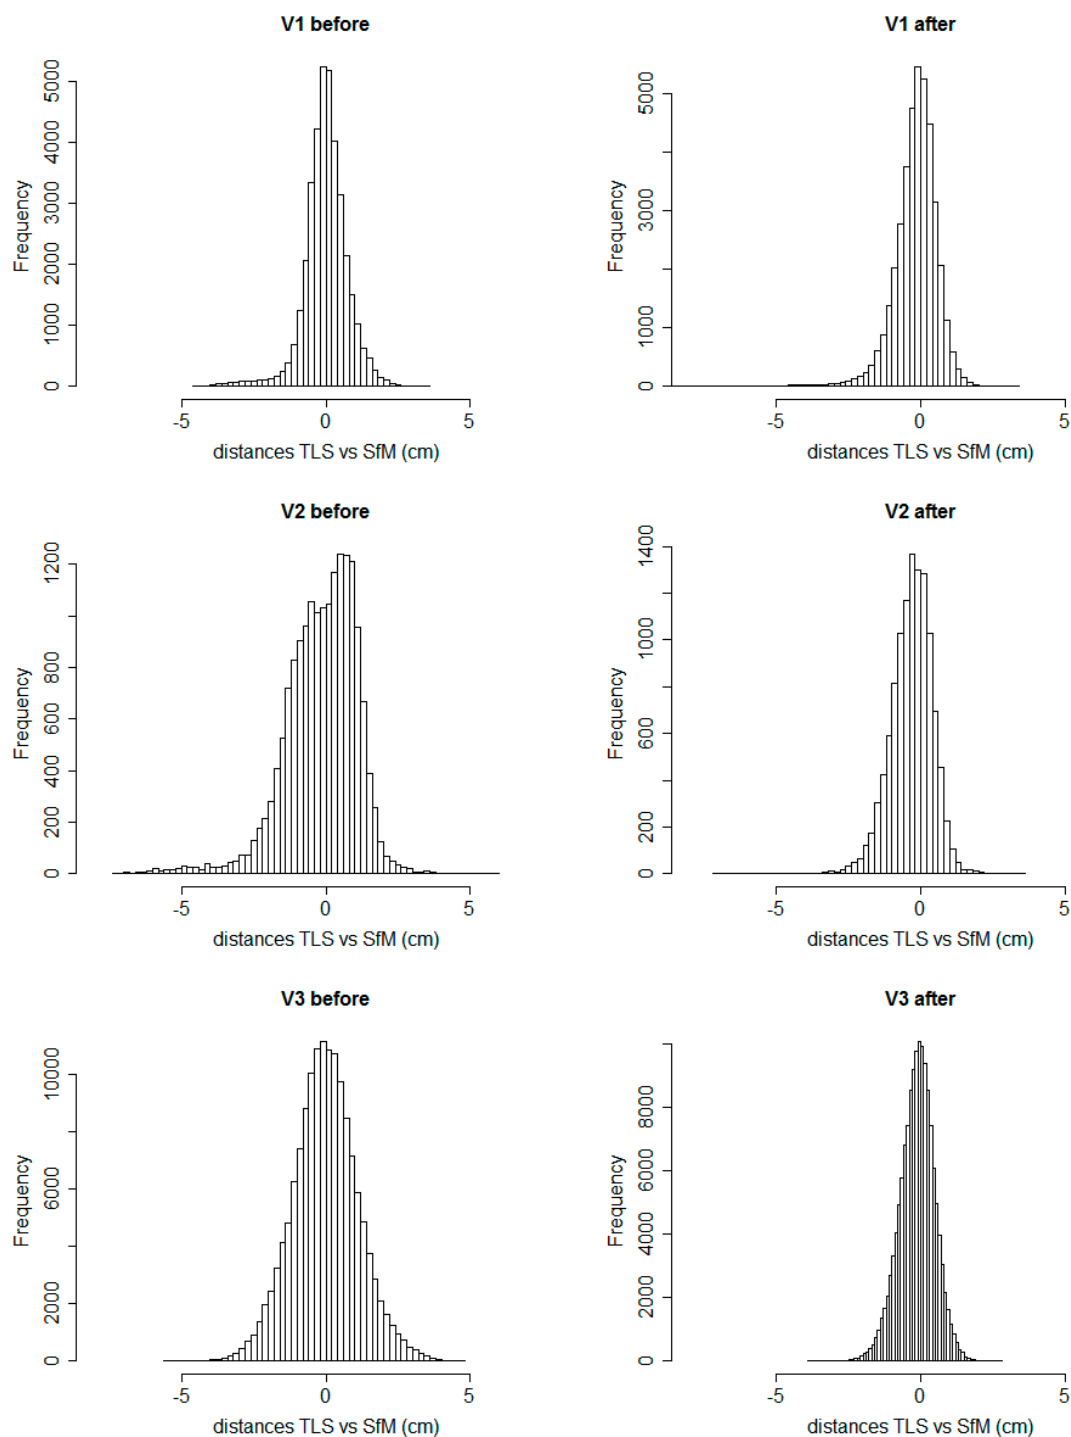 V1 before
V1 after
Frequency
0 1000 2000 3000 4000 5000
-5 0 5
distances TLS vs SfM (cm)
Frequency
0 1000 3000 5000
-5 0 5
distances TLS vs SfM (cm)
V2 before
V2 after
Frequency
0 200 400 600 800 1200
-5 0 5
distances TLS vs SfM (cm)
Frequency
0 200 600 1000 1400
-5 0 5
distances TLS vs SfM (cm)
V3 before
V3 after
Frequency
0 2000 6000 10000
-5 0 5
distances TLS vs SfM (cm)
Frequency
0 2000 4000 6000 8000
-5 0 5
distances TLS vs SfM (cm)